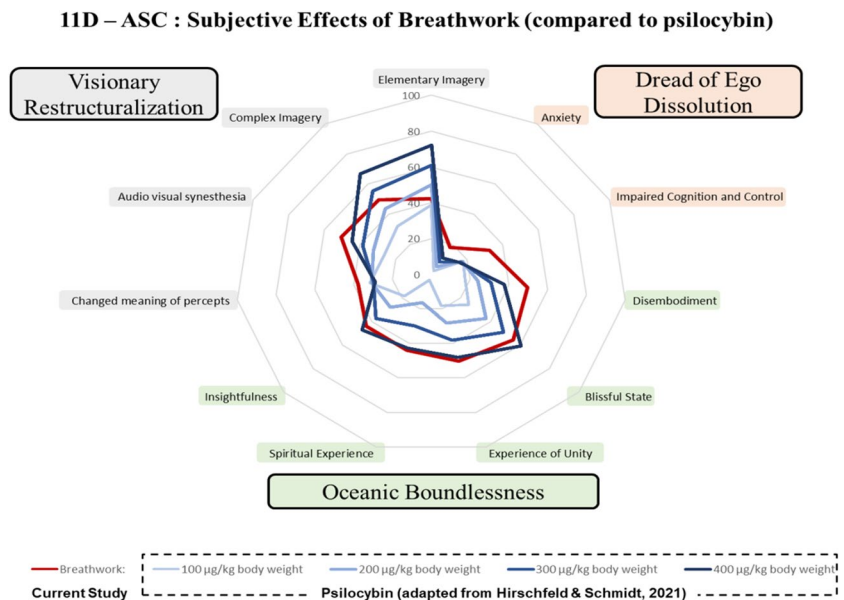 11D – ASC : Subjective Effects of Breathwork (compared to psilocybin)
Visionary
Restructuralization
Dread of Ego
Dissolution
Elementary Imagery
Complex Imagery
Anxiety
Audio visual synesthesia
Impaired Cognition and Control
Changed meaning of percepts
Disembodiment
Insightfulness
Blissful State
Spiritual Experience
Experience of Unity
100
80
60
40
20
0
Oceanic Boundlessness
Breathwork:
100 µg/kg body weight
200 µg/kg body weight
300 µg/kg body weight
400 µg/kg body weight
Current Study
Psilocybin (adapted from Hirschfeld & Schmidt, 2021)